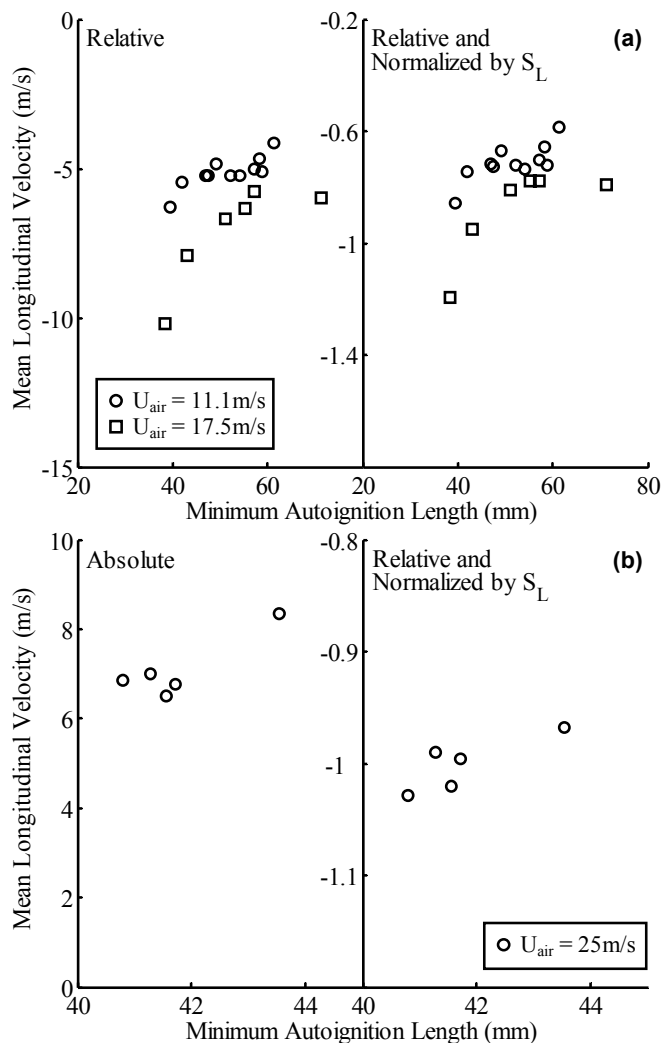 Relative
Relative and
Normalized by S_L
(a)
Mean Longitudinal Velocity (m/s)
0
-5
-10
-15
-0.2
-0.6
-1
-1.4
U_air = 11.1m/s
U_air = 17.5m/s
20 40 60 20 40 60 80
Minimum Autoignition Length (mm)
Absolute
Relative and
Normalized by S_L
(b)
Mean Longitudinal Velocity (m/s)
10
8
6
4
2
0
-0.8
-0.9
-1
-1.1
U_air = 25m/s
40 42 44 40 42 44
Minimum Autoignition Length (mm)